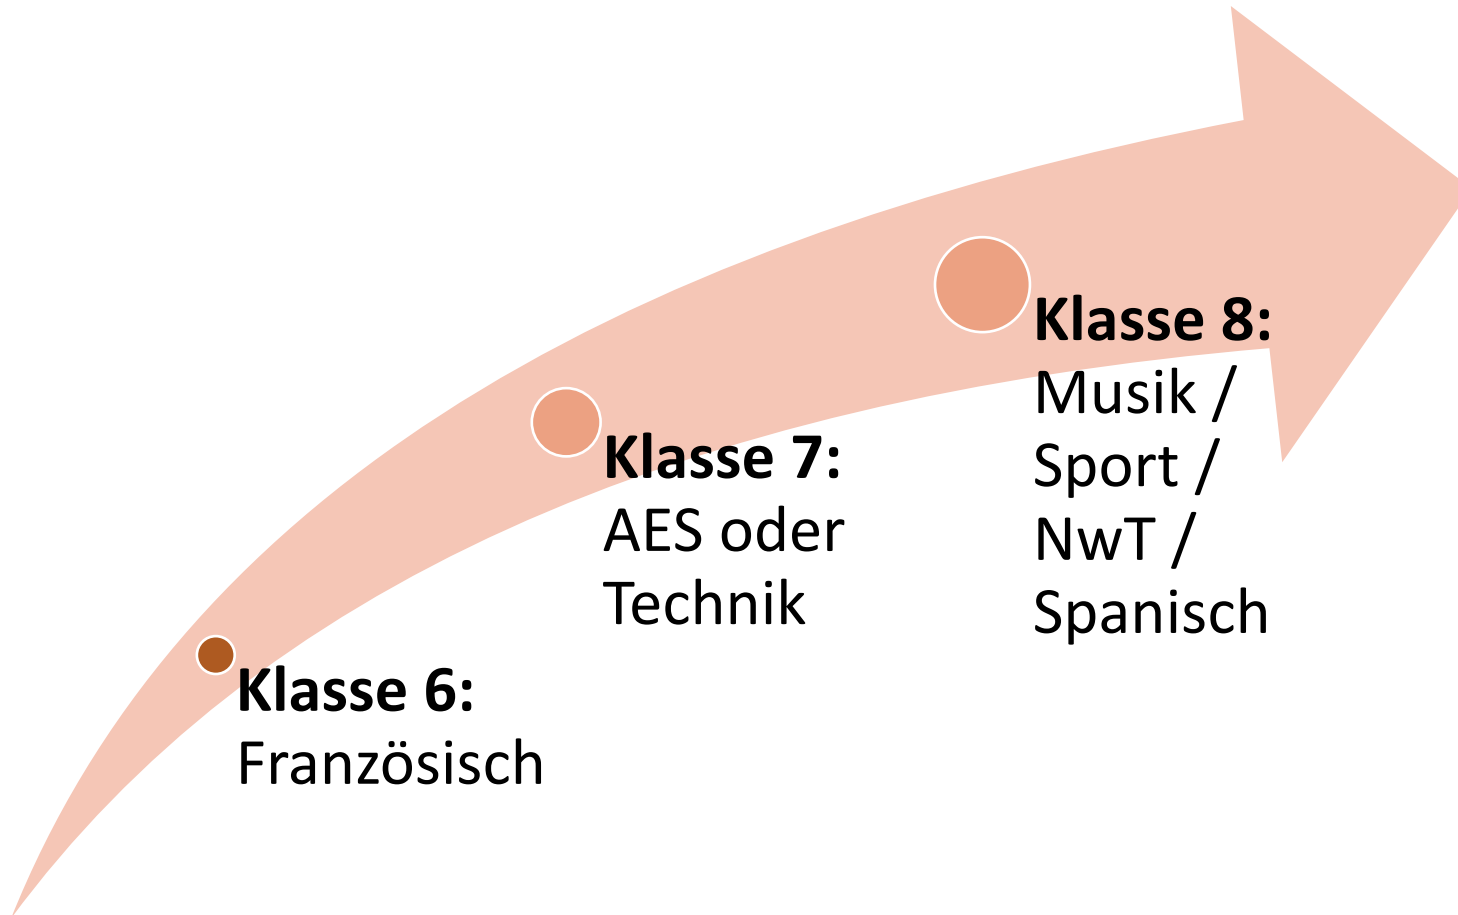 Klasse 6:
Französisch
Klasse 7:
AES oder
Technik
Klasse 8:
Musik /
Sport /
NwT /
Spanisch